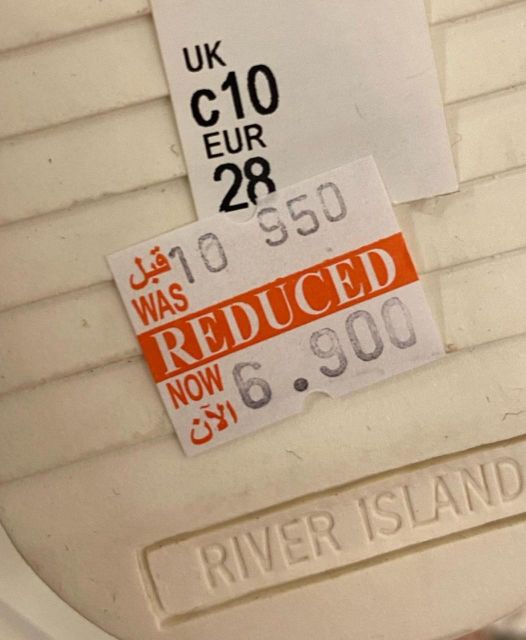 UK
c10
EUR
28
قبل 10 950
WAS
REDUCED
NOW 6.900
الآن
RIVER ISLAND